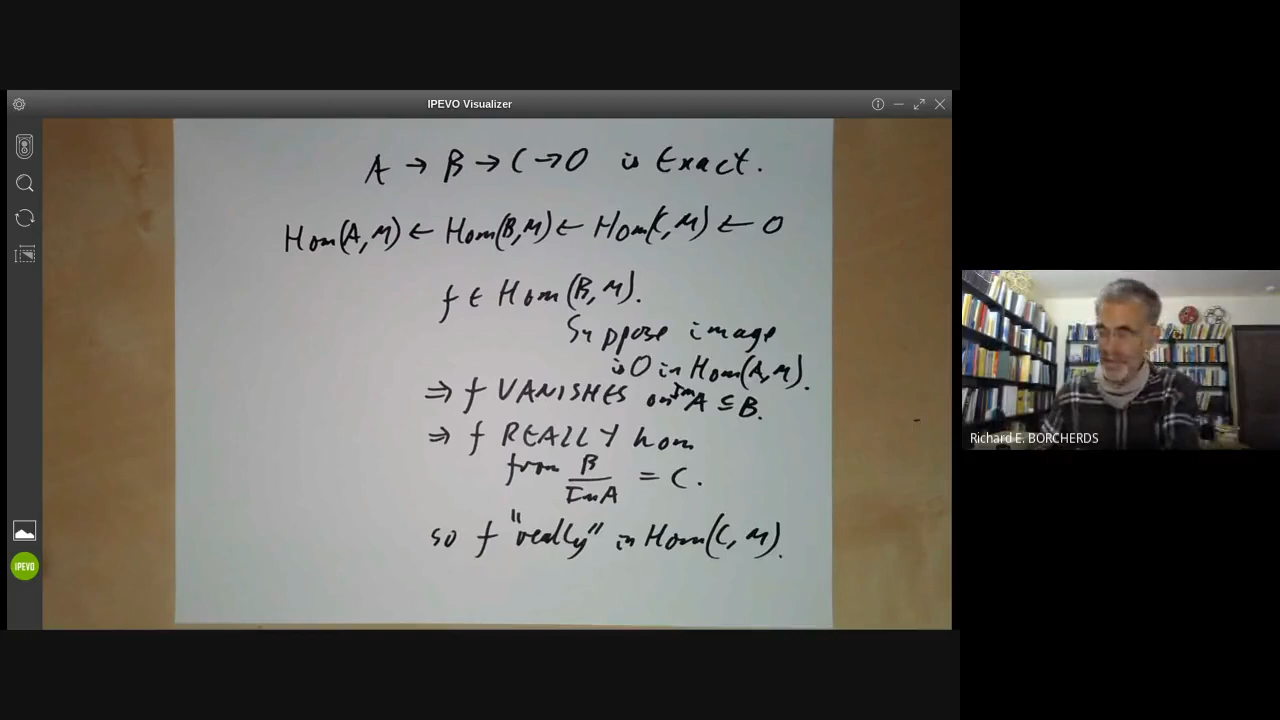 IPEVO Visualizer
A → B → C → 0 is Exact.
Hom(A,M) ← Hom(B,M) ← Hom(C,M) ← 0
f ∈ Hom(B,M).
Suppose image
is 0 in Hom(A,M).
⇒ f VANISHES on Im A ⊆ B.
⇒ f REALLY hom
from B/Im A = C.
so f "really" in Hom(C,M).
Richard E. BORCHERDS
IPEVO